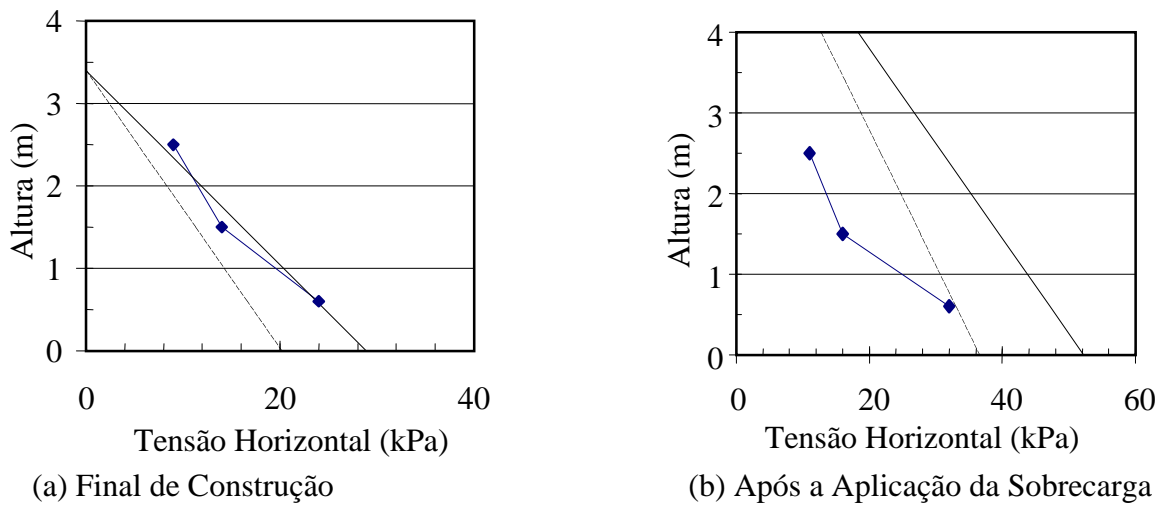 4
3
2
1
0
Altura (m)
0 20 40
Tensão Horizontal (kPa)
(a) Final de Construção
4
3
2
1
0
Altura (m)
0 20 40 60
Tensão Horizontal (kPa)
(b) Após a Aplicação da Sobrecarga